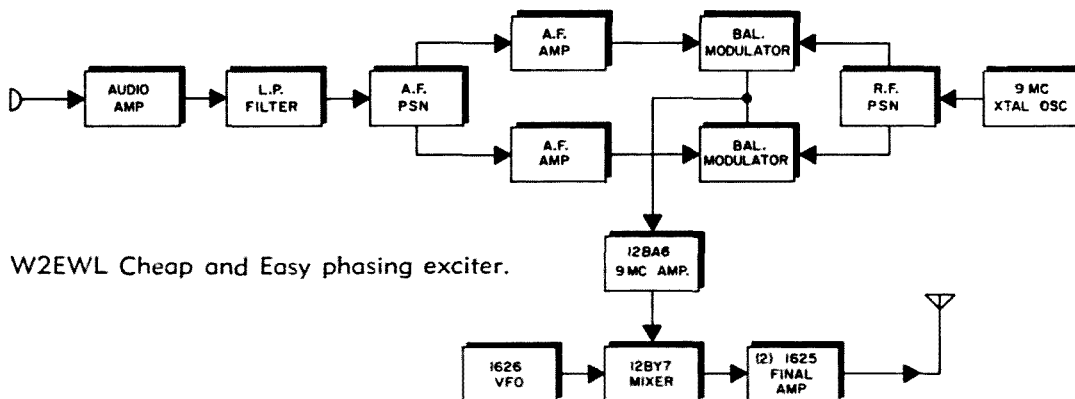 A.F.
AMP
BAL.
MODULATOR
AUDIO
AMP
L.P.
FILTER
A.F.
PSN
R.F.
PSN
9 MC
XTAL OSC
A.F.
AMP
BAL.
MODULATOR
W2EWL Cheap and Easy phasing exciter.
12BA6
9 MC AMP.
1626
VFO
12BY7
MIXER
(2) 1625
FINAL
AMP